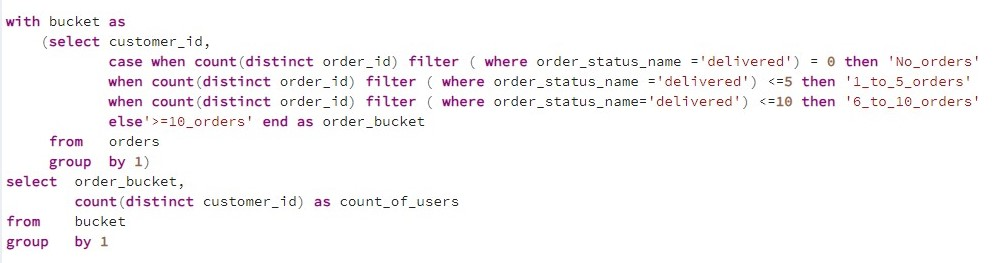 with bucket as
(select customer_id,
case when count(distinct order_id) filter ( where order_status_name ='delivered') = 0 then 'No_orders'
when count(distinct order_id) filter ( where order_status_name ='delivered') <=5 then '1_to_5_orders'
when count(distinct order_id) filter ( where order_status_name='delivered') <=10 then '6_to_10_orders'
else'>=10_orders' end as order_bucket
from orders
group by 1)
select order_bucket,
count(distinct customer_id) as count_of_users
from bucket
group by 1